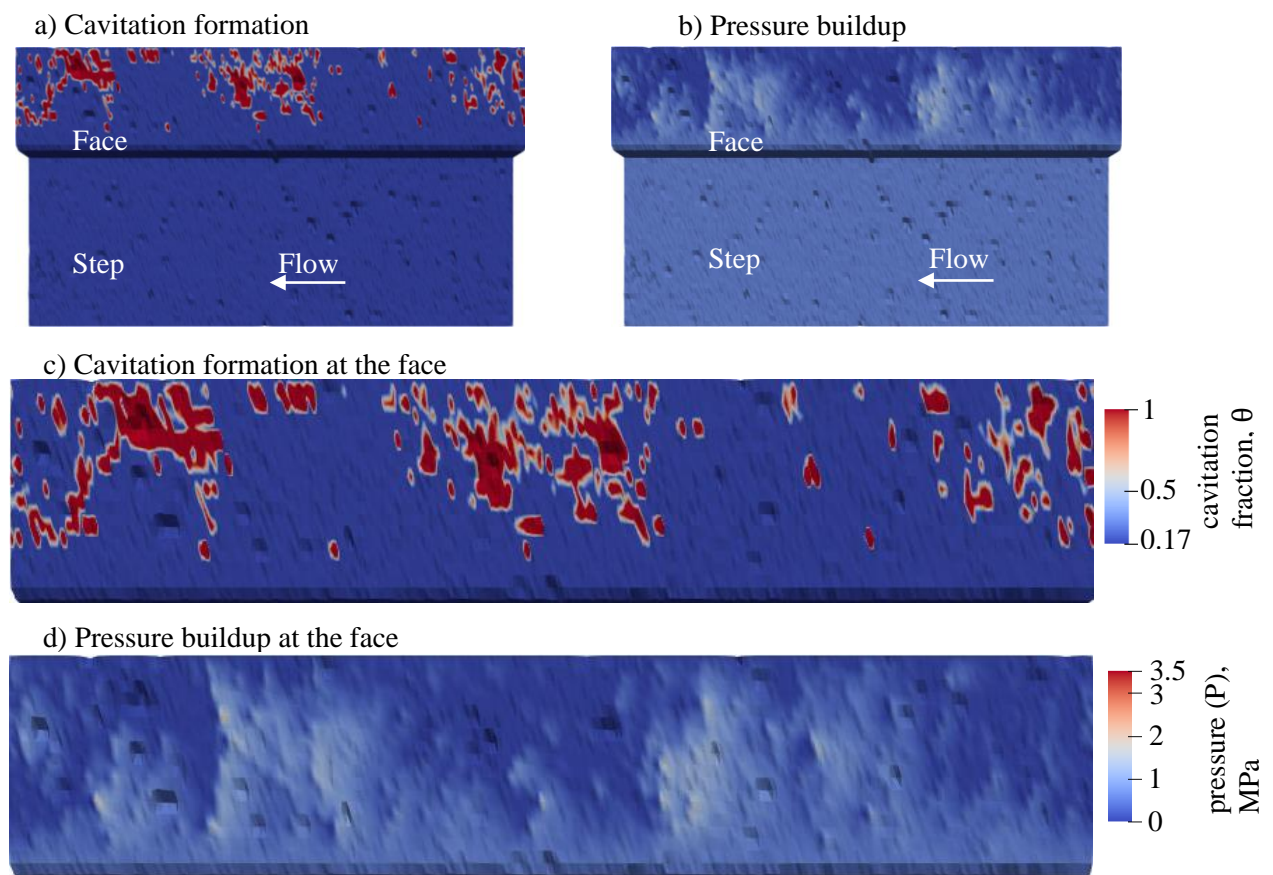 a) Cavitation formation
b) Pressure buildup
Face
Step
Flow
Face
Step
Flow
c) Cavitation formation at the face
1
0.5
0.17
cavitation
fraction, θ
d) Pressure buildup at the face
3.5
3
2
1
0
pressure (P),
MPa